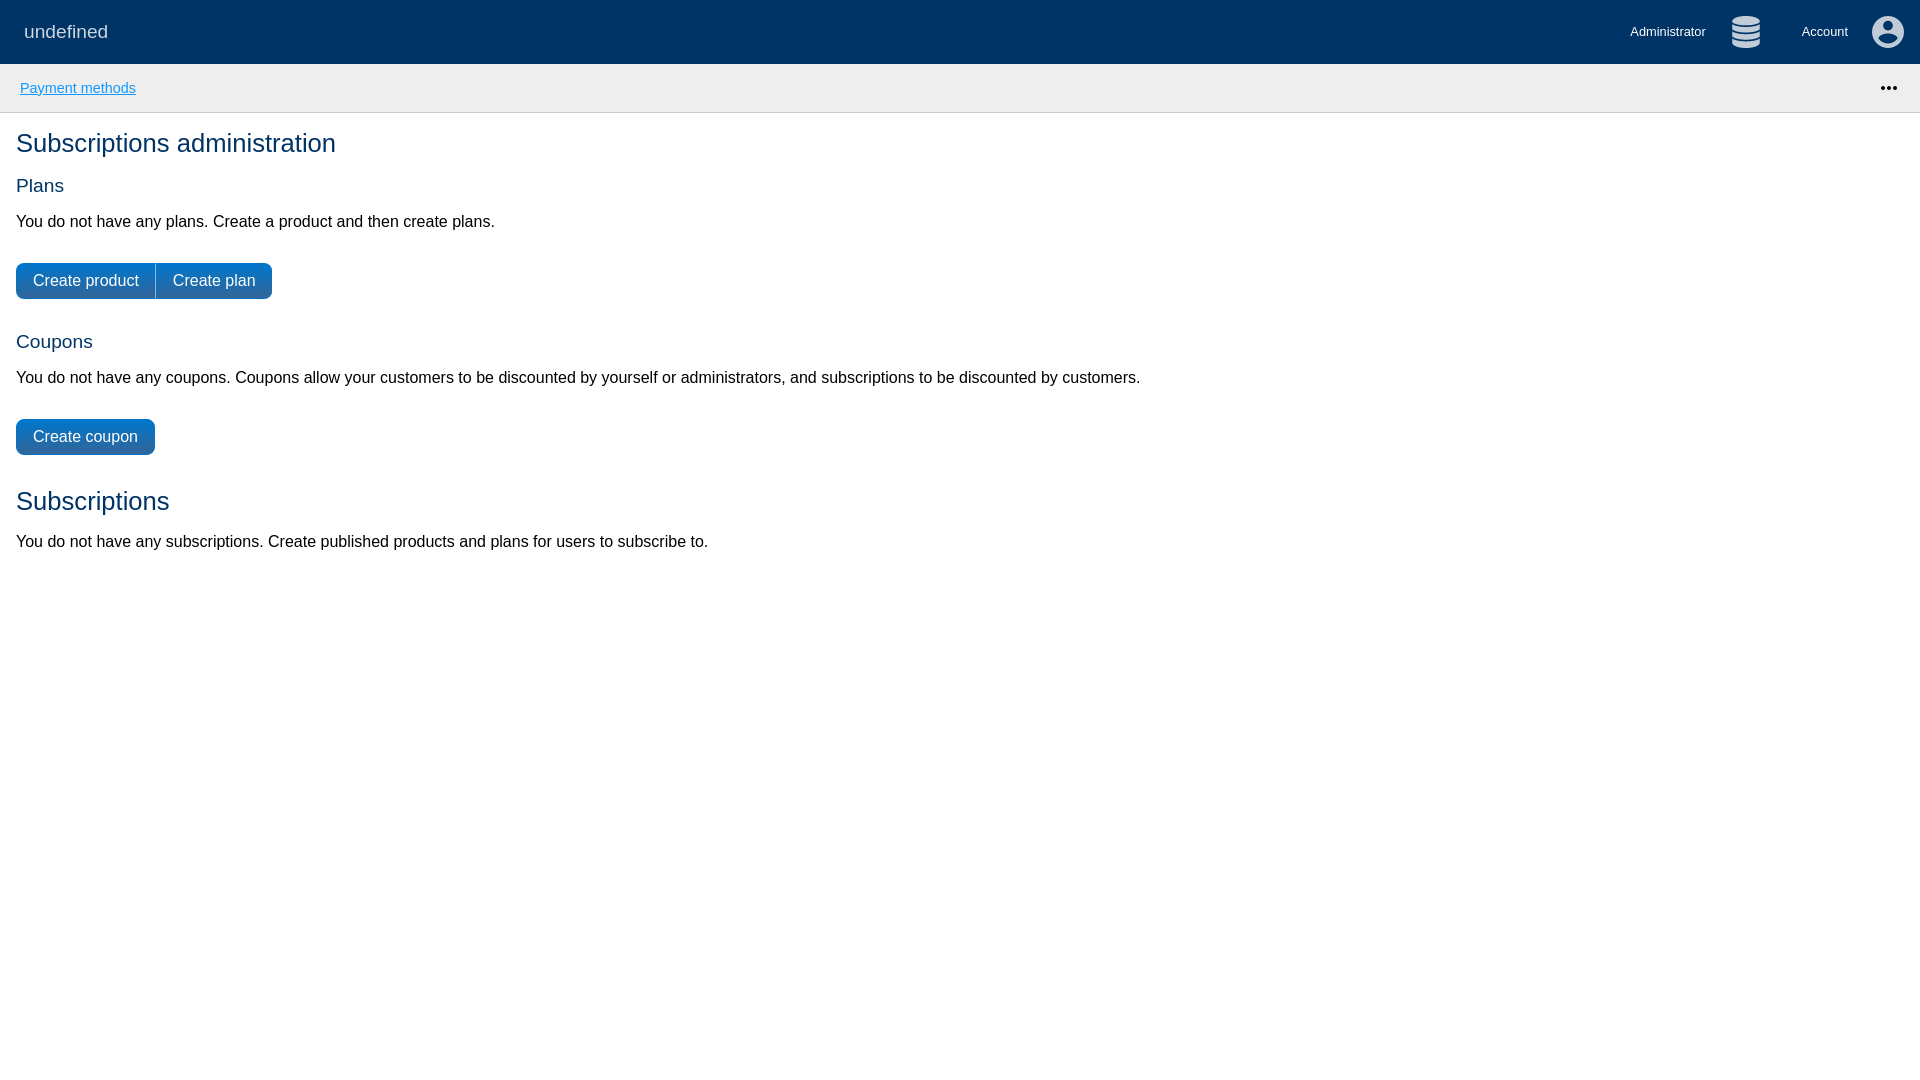 undefined
Administrator
Account
Payment methods
Subscriptions administration
Plans
You do not have any plans. Create a product and then create plans.
Create product
Create plan
Coupons
You do not have any coupons. Coupons allow your customers to be discounted by yourself or administrators, and subscriptions to be discounted by customers.
Create coupon
Subscriptions
You do not have any subscriptions. Create published products and plans for users to subscribe to.